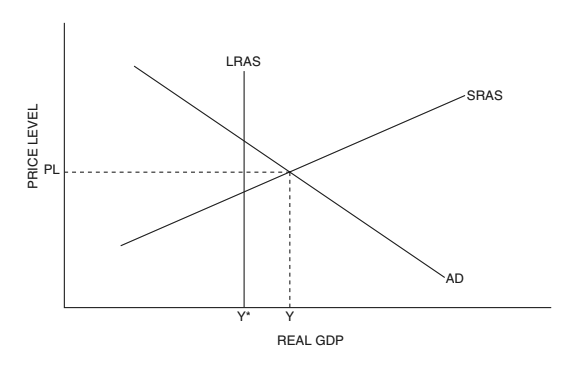 LRAS
SRAS
PRICE LEVEL
PL
AD
Y*
Y
REAL GDP